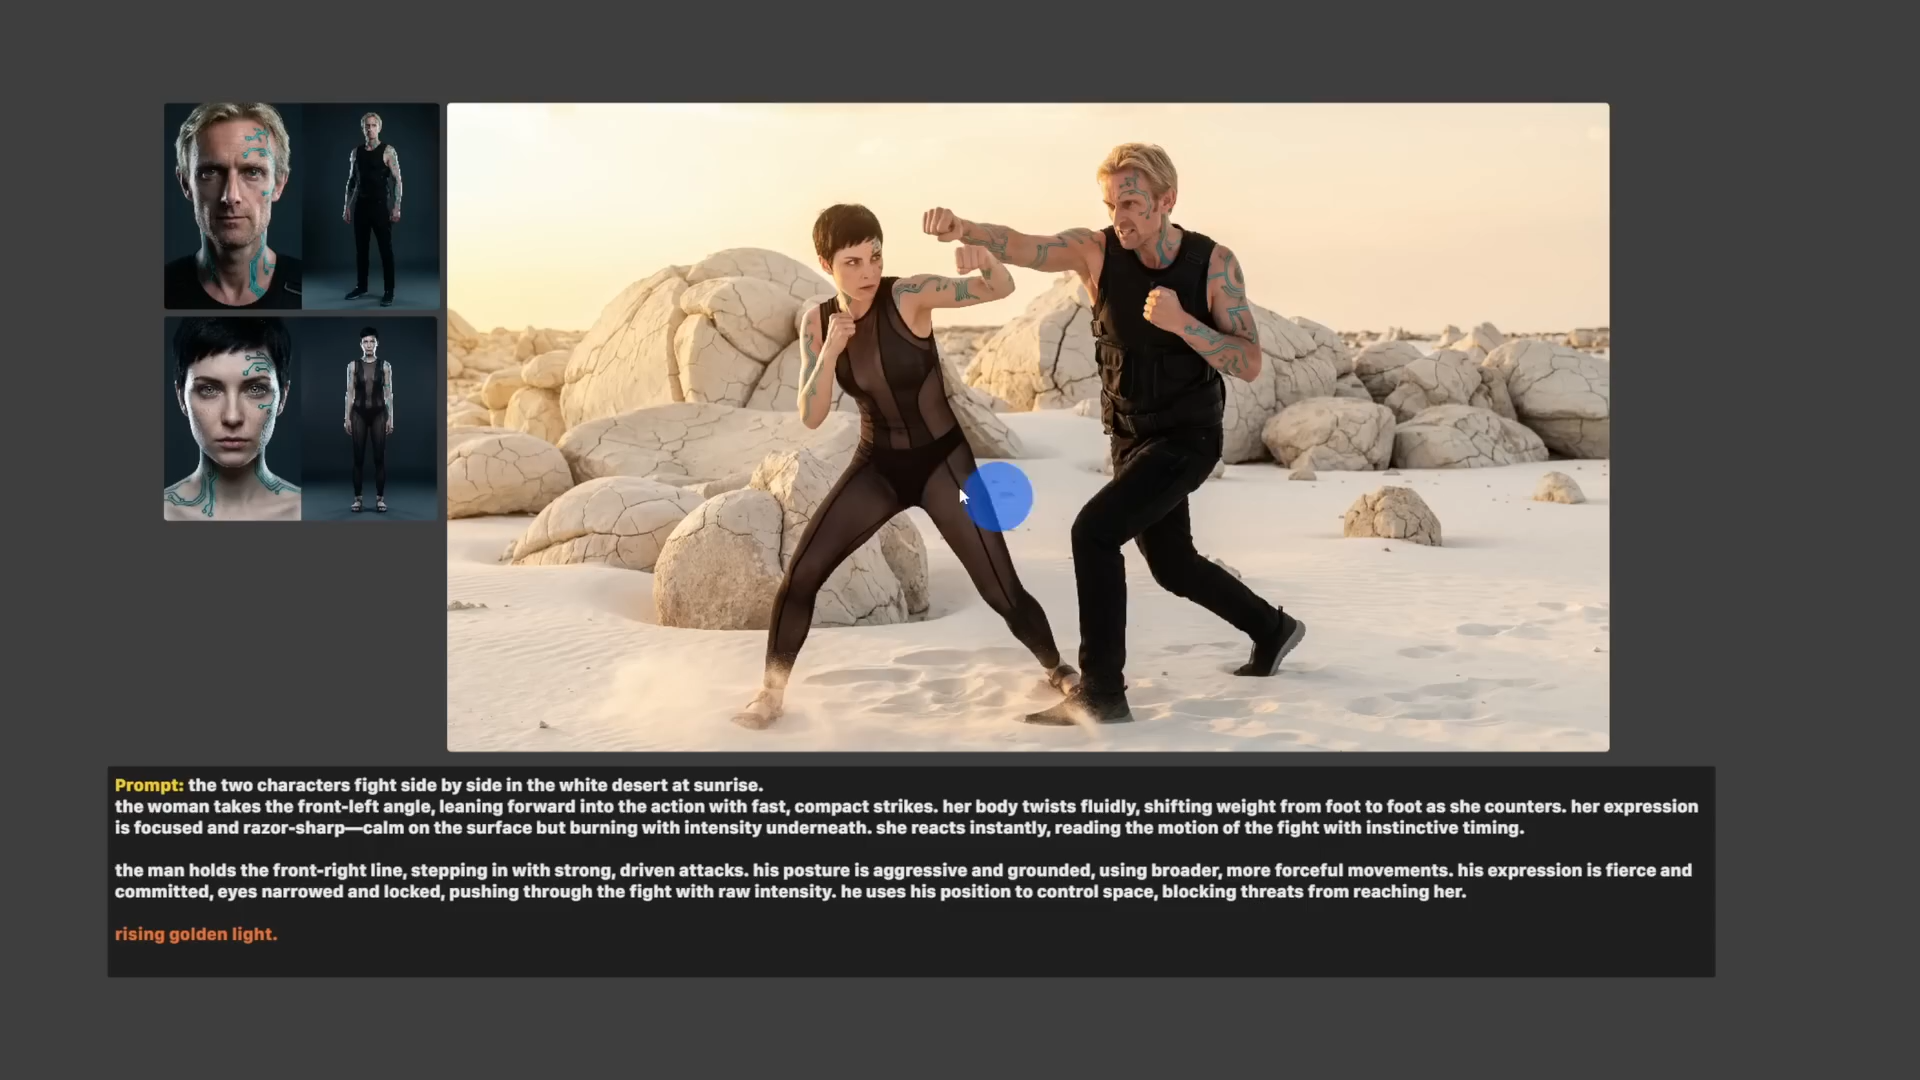 Prompt: the two characters fight side by side in the white desert at sunrise.
the woman takes the front-left angle, leaning forward into the action with fast, compact strikes. her body twists fluidly, shifting weight from foot to foot as she counters. her expression
is focused and razor-sharp—calm on the surface but burning with intensity underneath. she reacts instantly, reading the motion of the fight with instinctive timing.
the man holds the front-right line, stepping in with strong, driven attacks. his posture is aggressive and grounded, using broader, more forceful movements. his expression is fierce and
committed, eyes narrowed and locked, pushing through the fight with raw intensity. he uses his position to control space, blocking threats from reaching her.
rising golden light.